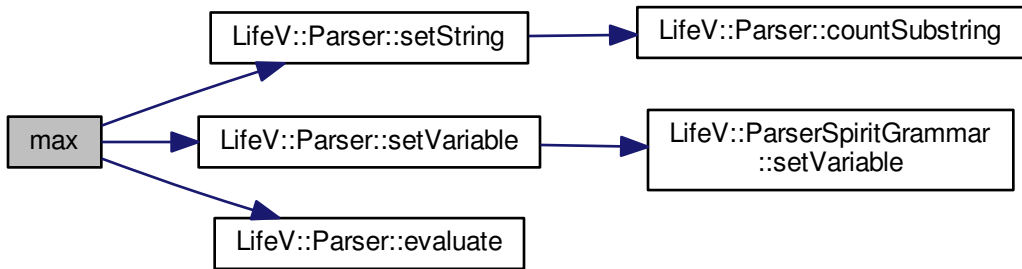 LifeV::Parser::setString
LifeV::Parser::countSubstring
max
LifeV::Parser::setVariable
LifeV::ParserSpiritGrammar
::setVariable
LifeV::Parser::evaluate